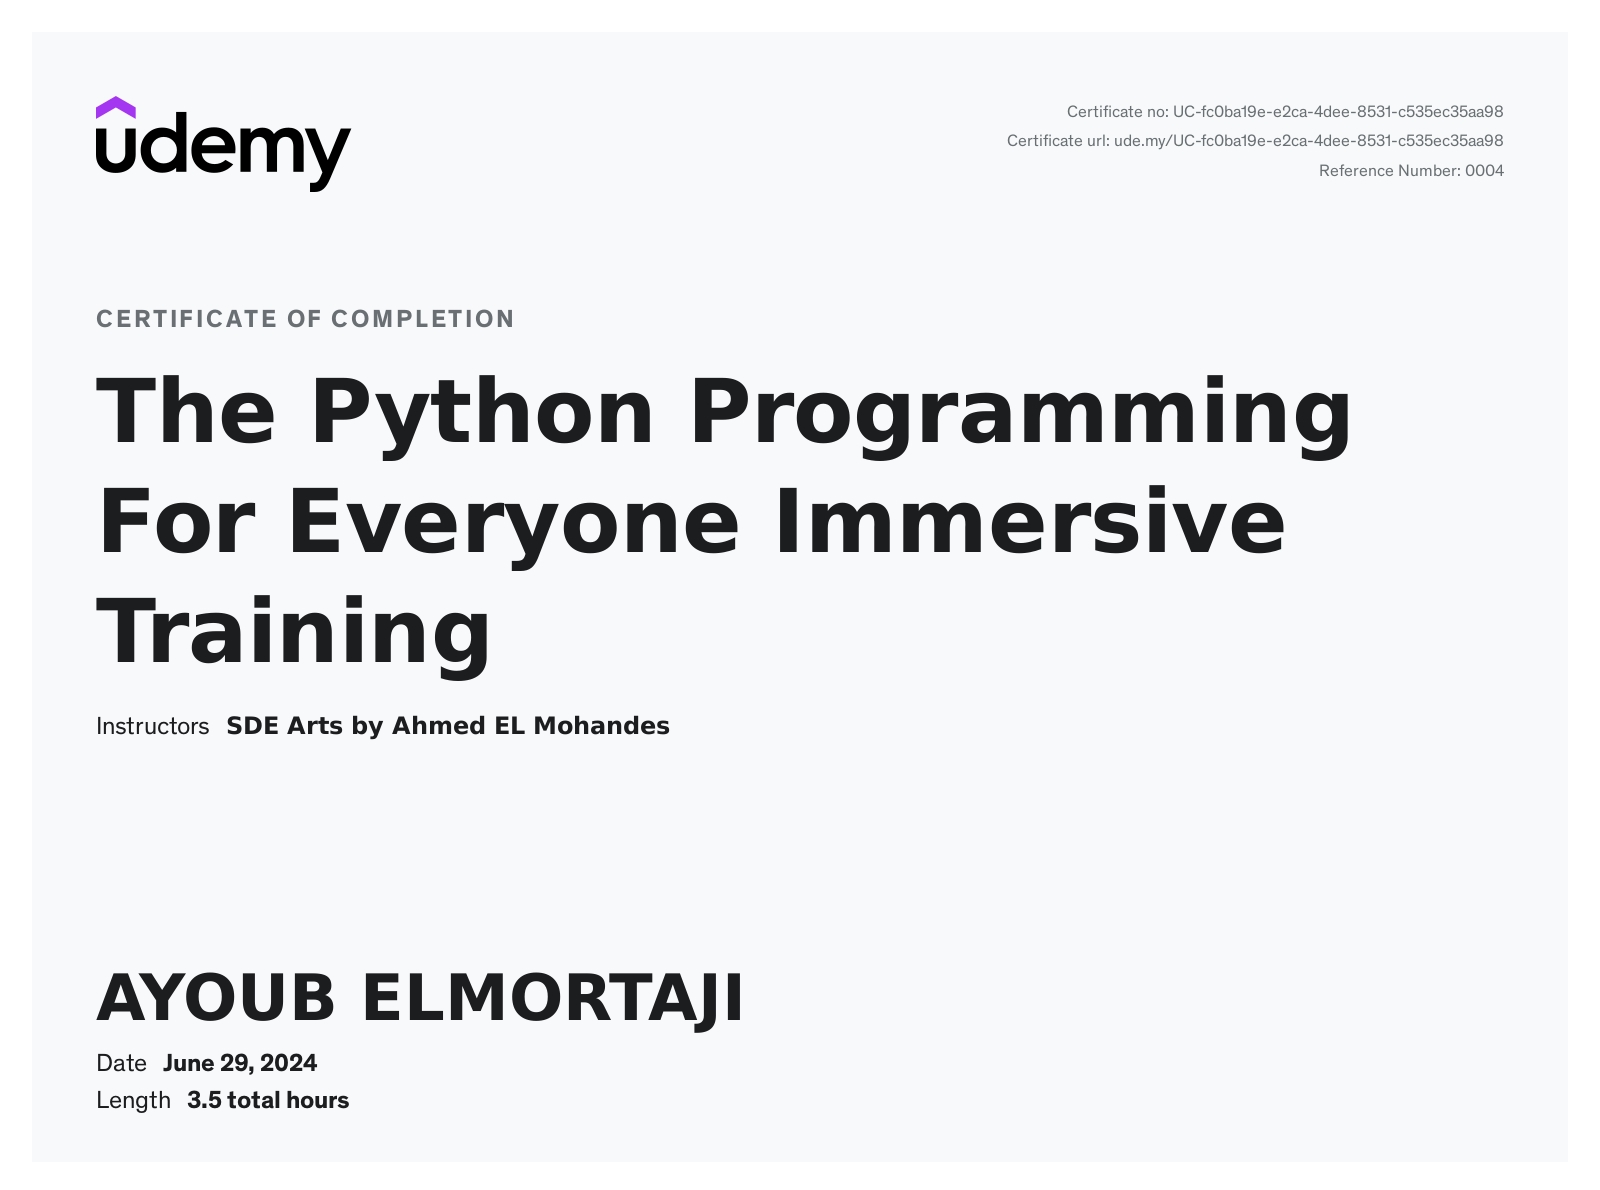 udemy
Certificate no: UC-fc0ba19e-e2ca-4dee-8531-c535ec35aa98
Certificate url: ude.my/UC-fc0ba19e-e2ca-4dee-8531-c535ec35aa98
Reference Number: 0004
CERTIFICATE OF COMPLETION
The Python Programming
For Everyone Immersive
Training
Instructors SDE Arts by Ahmed EL Mohandes
AYOUB ELMORTAJI
Date June 29, 2024
Length 3.5 total hours